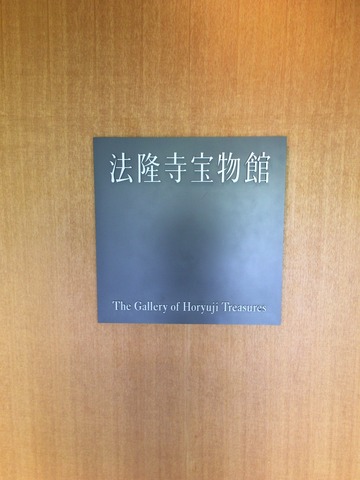 法隆寺宝物館
The Gallery of Horyuji Treasures